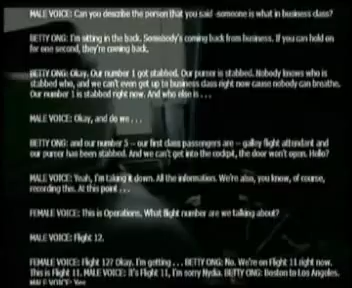 MALE VOICE: Can you describe the person that you said -someone is what in business class?
BETTY ONG: I'm sitting in the back. Somebody's coming back from business. If you can hold on
for one second, they're coming back.
BETTY ONG: Okay. Our number 1 got stabbed. Our purser is stabbed. Nobody knows who is
stabbed who, and we can't even get up to business class right now cause nobody can breathe.
Our number 1 is stabbed right now. And who else is . . .
MALE VOICE: Okay, and do we . . .
BETTY ONG: and our number 5 -- our first class passengers are -- galley flight attendant and
our purser has been stabbed. And we can't get into the cockpit, the door won't open. Hello?
MALE VOICE: Yeah, I'm taking it down. All the information. We're also, you know, of course,
recording this. At this point . . .
FEMALE VOICE: This is Operations. What flight number are we talking about?
MALE VOICE: Flight 12.
FEMALE VOICE: Flight 12? Okay. I'm getting . . . BETTY ONG: No. We're on Flight 11 right now.
This is Flight 11. MALE VOICE: It's Flight 11, I'm sorry Nydia. BETTY ONG: Boston to Los Angeles.
MALE VOICE: Yes